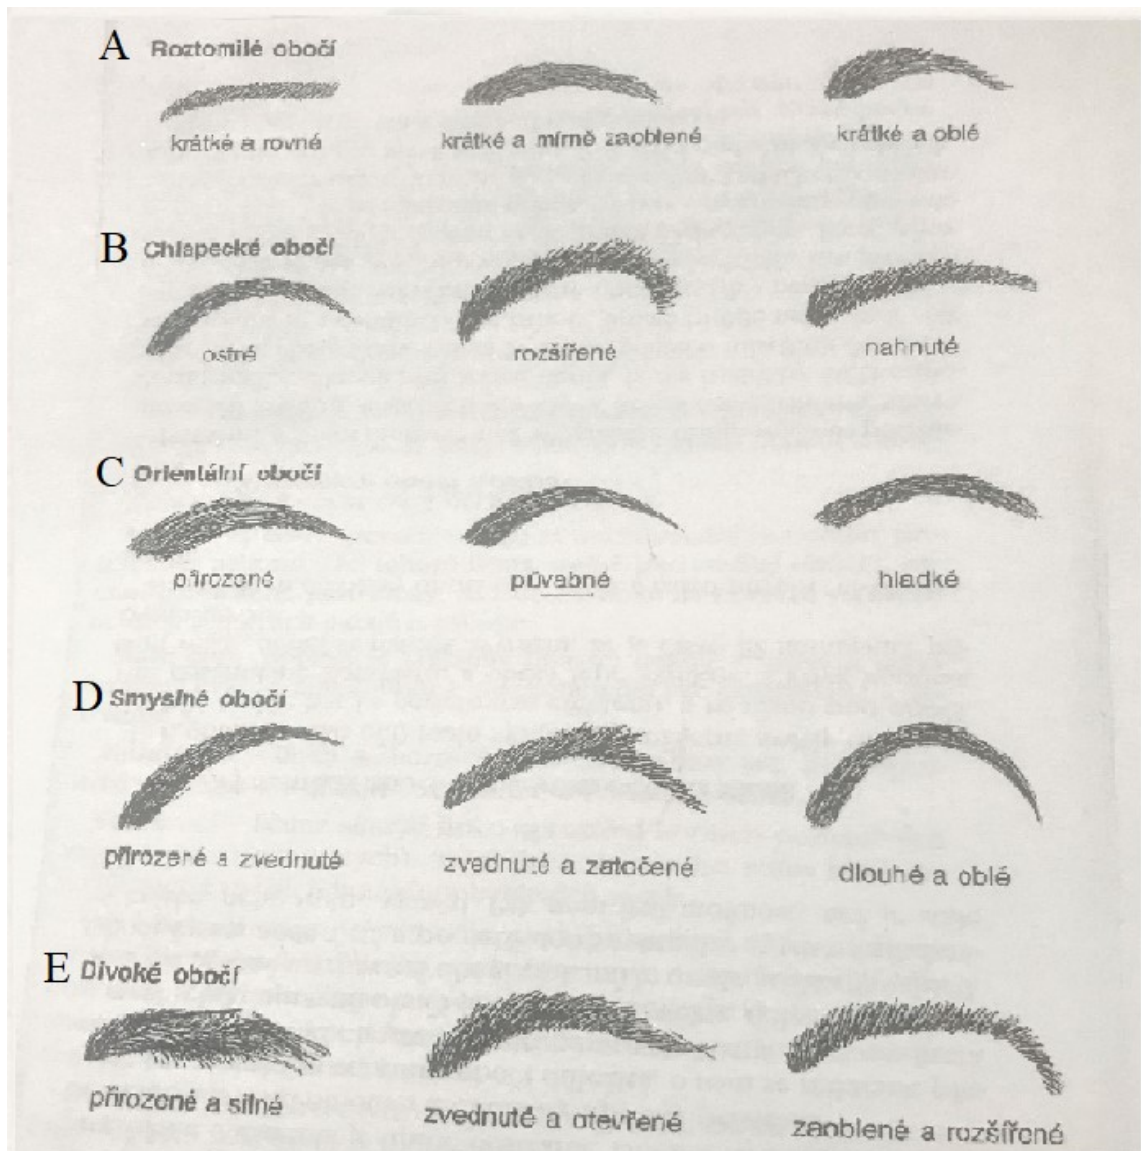 A Roztomilé obočí
krátké a rovné krátké a mírně zaoblené krátké a oblé
B Chlapecké obočí
ostré rozšířené nahnuté
C Orientální obočí
přirozené půvabné hladké
D Smyslné obočí
přirozené a zvednuté zvednuté a zatočené dlouhé a oblé
E Divoké obočí
přirozené a silné zvednuté a otevřené zaoblené a rozšířené